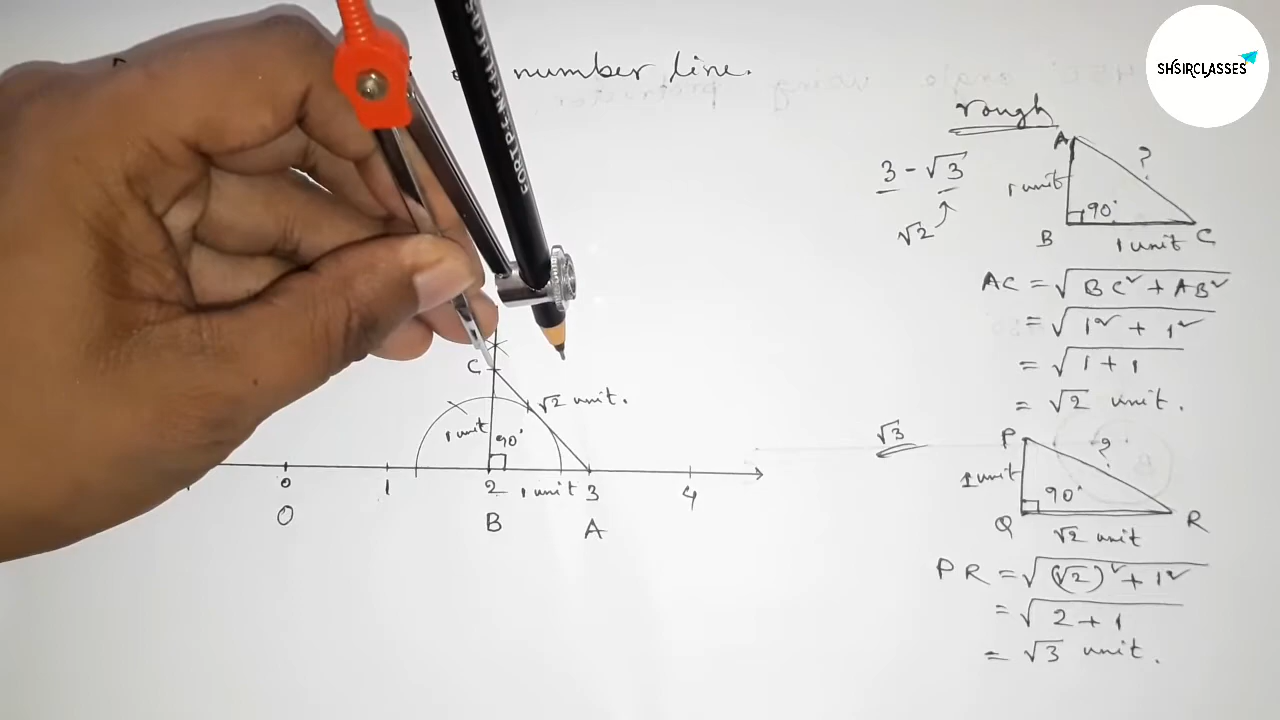 number line.
SHSIRCLASSES
rough
3 - √3
√2
A
?
1 unit
90°
B
1 unit C
AC = √BC² + AB²
= √1² + 1²
= √1 + 1
= √2 unit.
√3
P
?
1 unit
90°
Q
R
√2 unit
PR = √(√2)² + 1²
= √2 + 1
= √3 unit.
C
√2 unit.
1 unit
90°
0 1 2 1 unit 3 4
O B A